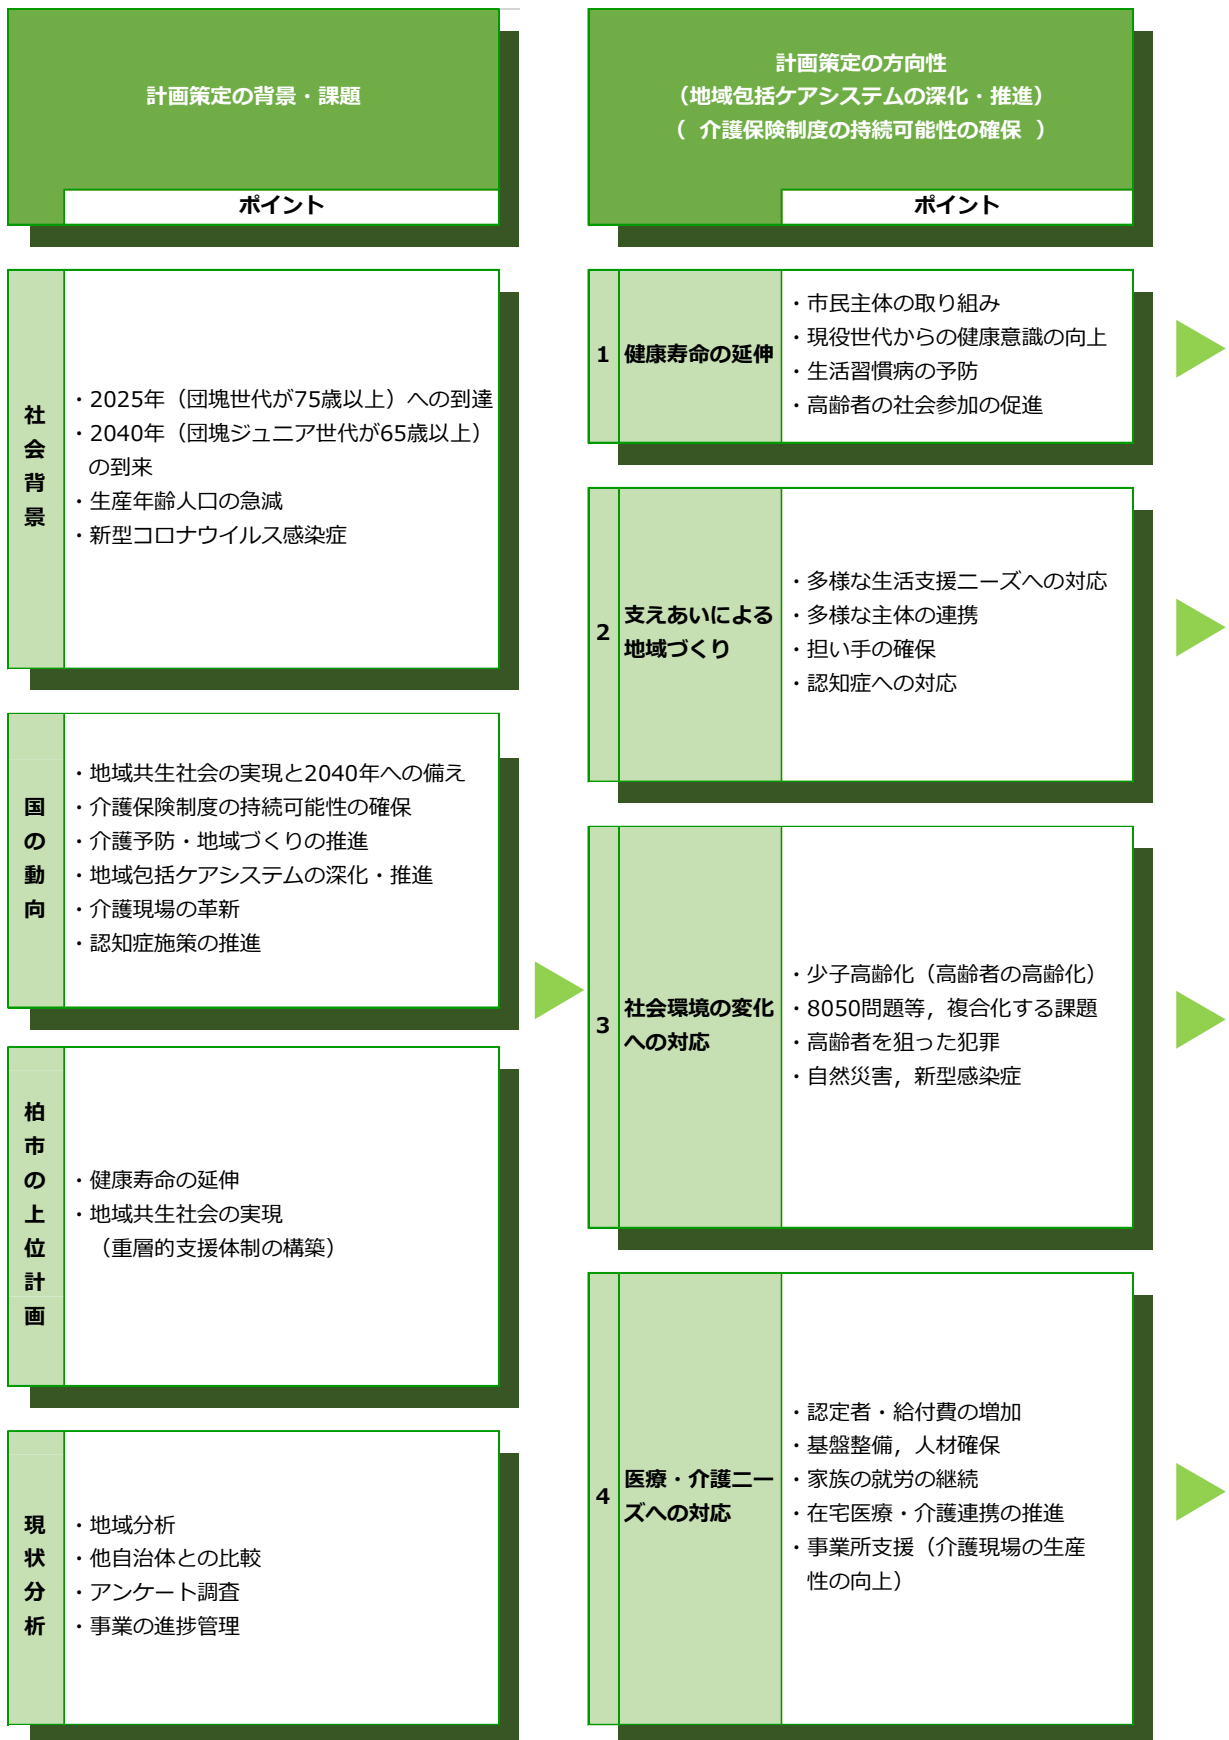 計画策定の背景・課題
ポイント
社会背景
・2025年（団塊世代が75歳以上）への到達
・2040年（団塊ジュニア世代が65歳以上）
の到来
・生産年齢人口の急減
・新型コロナウイルス感染症
国の動向
・地域共生社会の実現と2040年への備え
・介護保険制度の持続可能性の確保
・介護予防・地域づくりの推進
・地域包括ケアシステムの深化・推進
・介護現場の革新
・認知症施策の推進
柏市の上位計画
・健康寿命の延伸
・地域共生社会の実現
（重層的支援体制の構築）
現状分析
・地域分析
・他自治体との比較
・アンケート調査
・事業の進捗管理
計画策定の方向性
（地域包括ケアシステムの深化・推進）
（ 介護保険制度の持続可能性の確保 ）
ポイント
1 健康寿命の延伸
・市民主体の取り組み
・現役世代からの健康意識の向上
・生活習慣病の予防
・高齢者の社会参加の促進
2 支えあいによる
地域づくり
・多様な生活支援ニーズへの対応
・多様な主体の連携
・担い手の確保
・認知症への対応
3 社会環境の変化
への対応
・少子高齢化（高齢者の高齢化）
・8050問題等，複合化する課題
・高齢者を狙った犯罪
・自然災害，新型感染症
4 医療・介護ニー
ズへの対応
・認定者・給付費の増加
・基盤整備，人材確保
・家族の就労の継続
・在宅医療・介護連携の推進
・事業所支援（介護現場の生産
性の向上）